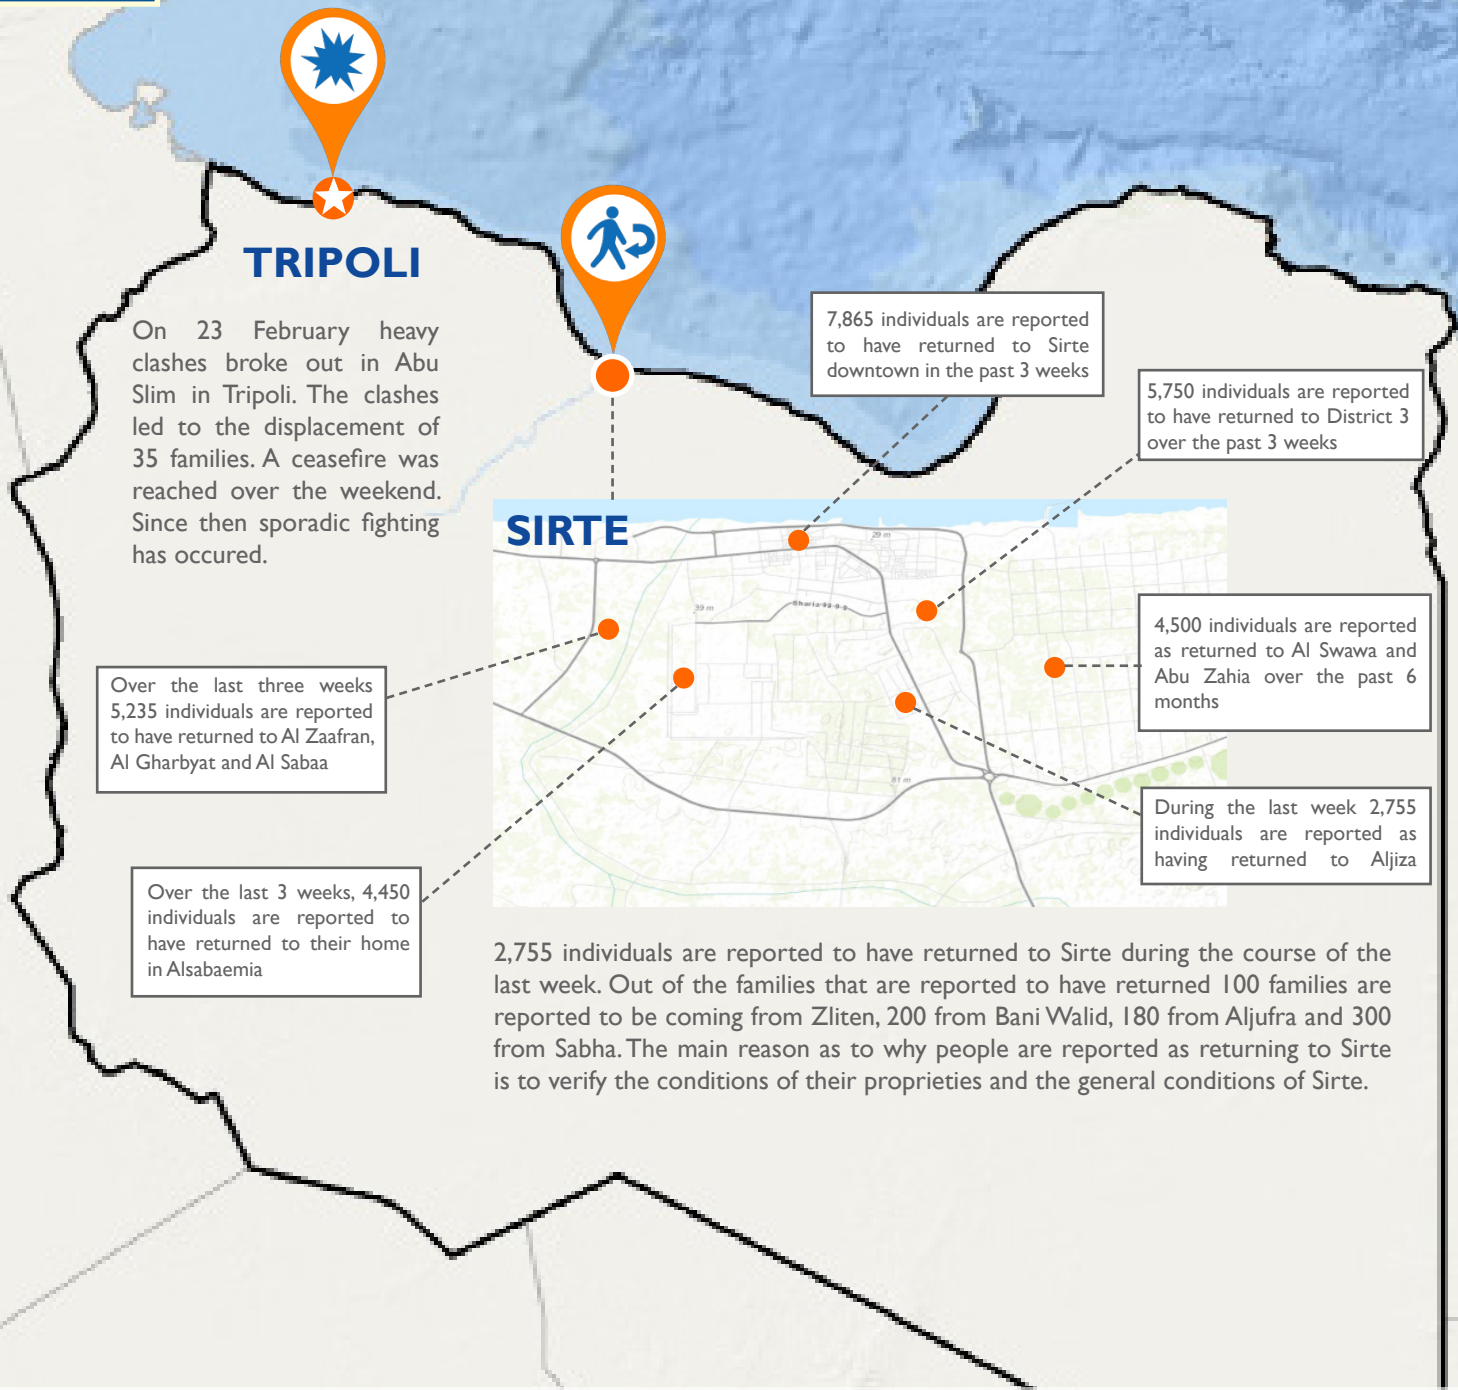 TRIPOLI
On 23 February heavy
clashes broke out in Abu
Slim in Tripoli. The clashes
led to the displacement of
35 families. A ceasefire was
reached over the weekend.
Since then sporadic fighting
has occured.
7,865 individuals are reported
to have returned to Sirte
downtown in the past 3 weeks
5,750 individuals are reported
to have returned to District 3
over the past 3 weeks
SIRTE
29 m
39 m
Sharia 93-9-9
81 m
4,500 individuals are reported
as returned to Al Swawa and
Abu Zahia over the past 6
months
Over the last three weeks
5,235 individuals are reported
to have returned to Al Zaafran,
Al Gharbyat and Al Sabaa
During the last week 2,755
individuals are reported as
having returned to Aljiza
Over the last 3 weeks, 4,450
individuals are reported to
have returned to their home
in Alsabaemia
2,755 individuals are reported to have returned to Sirte during the course of the
last week. Out of the families that are reported to have returned 100 families are
reported to be coming from Zliten, 200 from Bani Walid, 180 from Aljufra and 300
from Sabha. The main reason as to why people are reported as returning to Sirte
is to verify the conditions of their proprieties and the general conditions of Sirte.